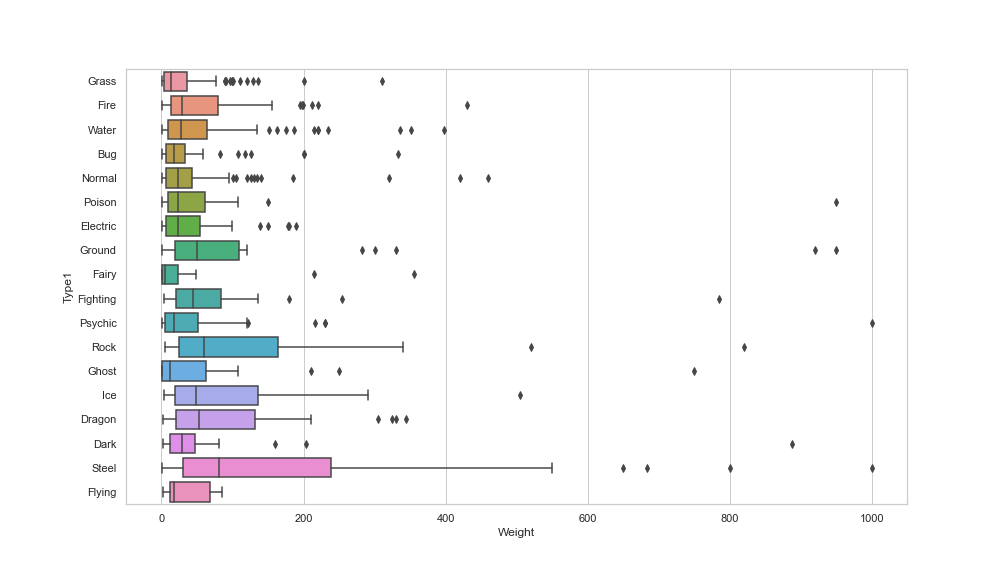 Grass
Fire
Water
Bug
Normal
Poison
Electric
Ground
Fairy
Type1
Fighting
Psychic
Rock
Ghost
Ice
Dragon
Dark
Steel
Flying
0 200 400 600 800 1000
Weight